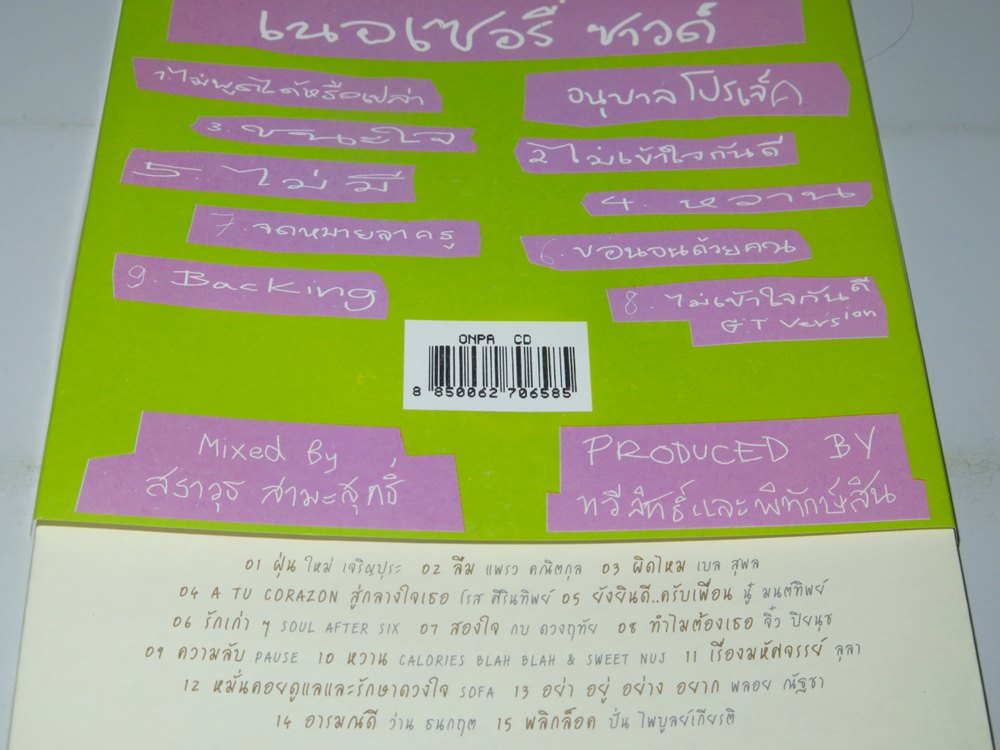 เนอเซอรี่ ซาวด์
1. ไม่พูดได้หรือเปล่า
อนุบาลโปรเจ็ค
3. ชนะใจ
2 ไม่เข้าใจกันดี
5. ไม่มี
4. หวาน
7. จดหมายลาครู
6. ขอนอนด้วยคน
9. Backing
8. ไม่เข้าใจกันดี
G.T Version
ONPA CD
8 850062 706585
Mixed By
สราวุธ สามะสุทธิ์
PRODUCED BY
ทวีสิทธิ์และพิทักษ์สิน
01 ฝุ่น ใหม่ เจริญปุระ 02 ลืม แพรว คณิตกุล 03 ผิดไหม เบล สุพล
04 A TU CORAZON สู่กลางใจเธอ โรส ศิรินทิพย์ 05 ยังยินดี..ครับเพื่อน นู๋ มนต์ทิพย์
06 รักเก่า ๆ SOUL AFTER SIX 07 สองใจ กบ ดวงฤทัย 08 ทำไมต้องเธอ จิ๋ว ปิยนุช
09 ความลับ PAUSE 10 หวาน CALORIES BLAH BLAH & SWEET NUJ 11 เรื่องมหัศจรรย์ ลุลา
12 หมั่นคอยดูแลและรักษาดวงใจ SOFA 13 อย่า อยู่ อย่าง อยาก พลอย ณัฐชา
14 อารมณ์ดี ว่าน ธนกฤต 15 พลิกล็อค ปั่น ไพบูลย์เกียรติ